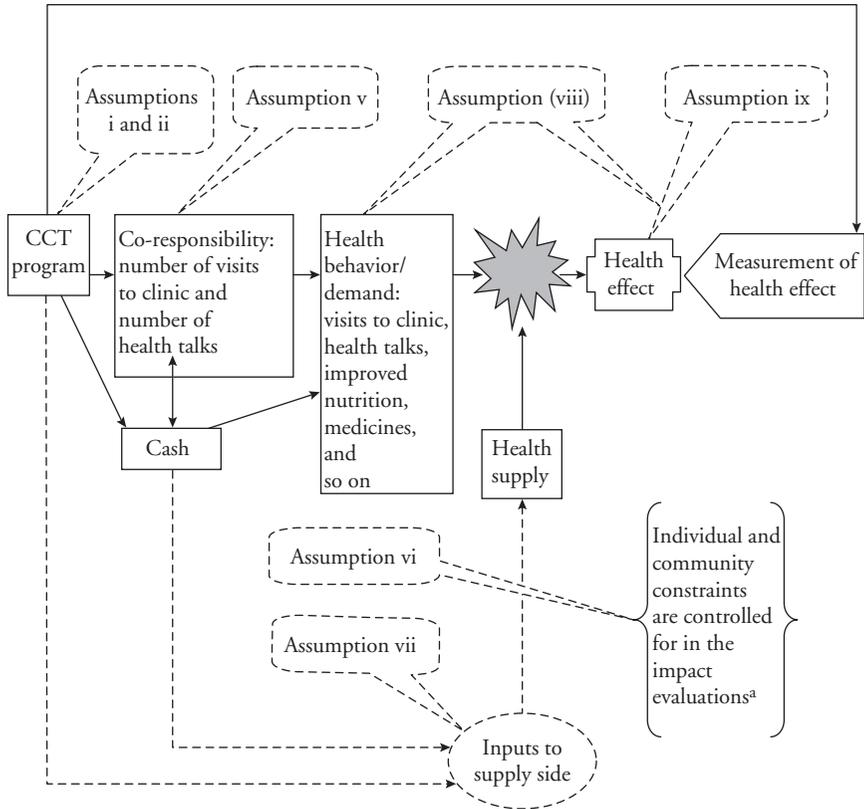 Assumptions
i and ii
Assumption v
Assumption (viii)
Assumption ix
CCT
program
Co-responsibility:
number of visits
to clinic and
number of
health talks
Health
behavior/
demand:
visits to clinic,
health talks,
improved
nutrition,
medicines,
and
so on
Health
effect
Measurement of
health effect
Cash
Health
supply
Assumption vi
Individual and
community
constraints
are controlled
for in the
impact
evaluationsᵃ
Assumption vii
Inputs to
supply side